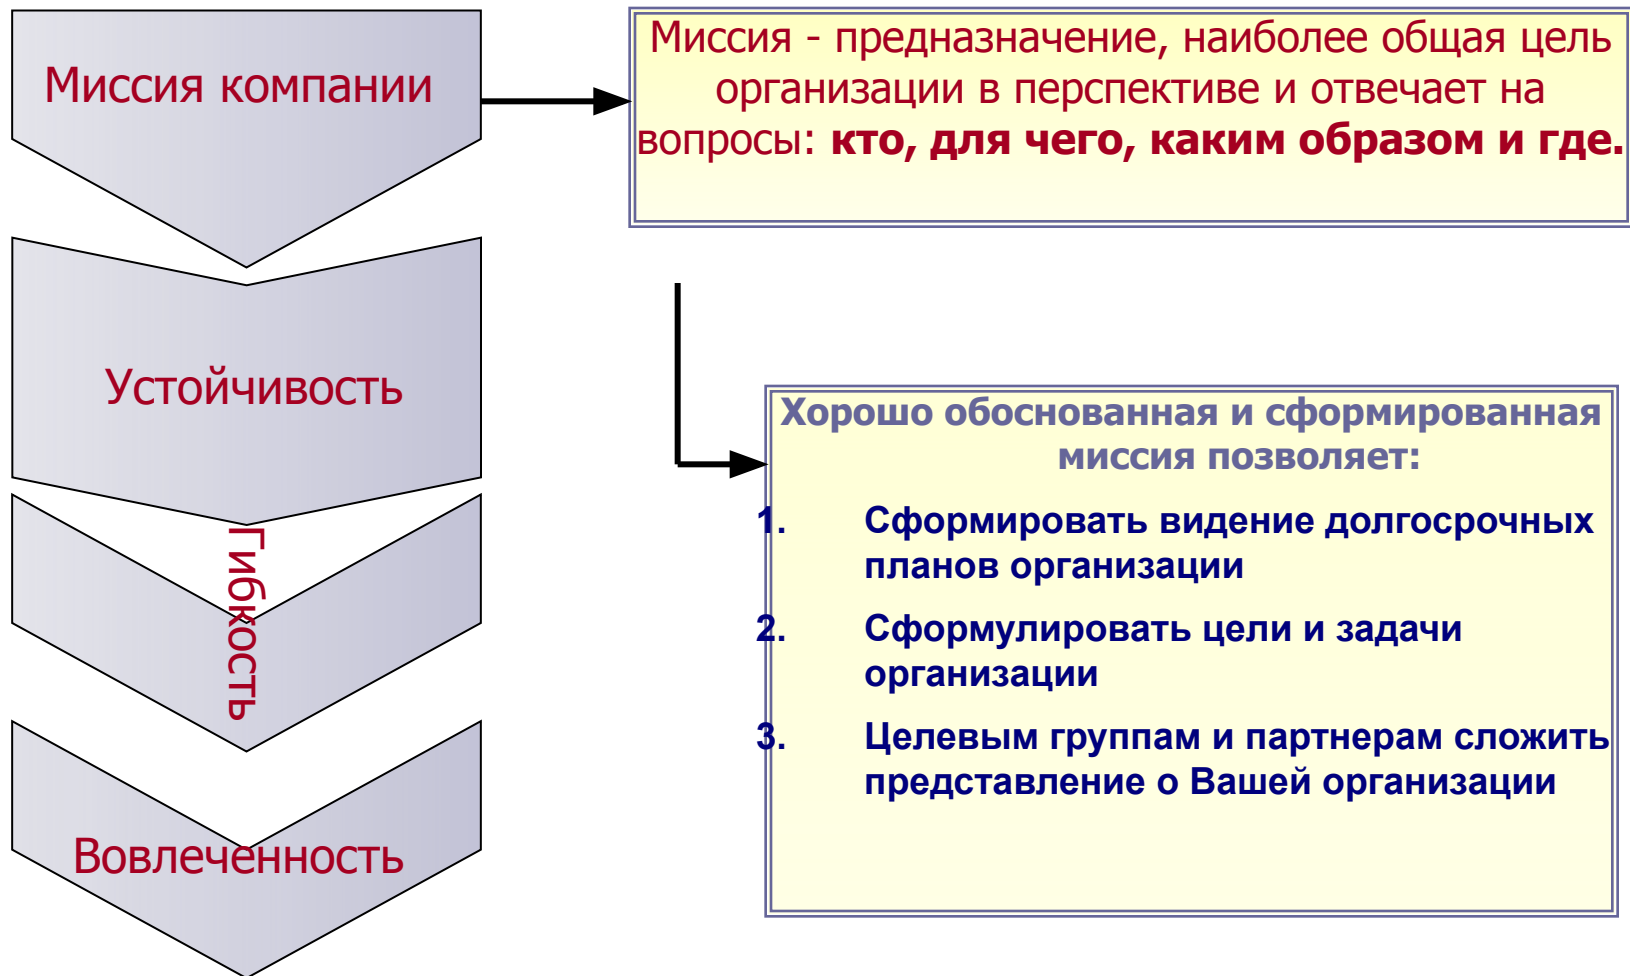 Миссия компании
Миссия - предназначение, наиболее общая цель
организации в перспективе и отвечает на
вопросы: кто, для чего, каким образом и где.
Устойчивость
Гибкость
Вовлеченность
Хорошо обоснованная и сформированная
миссия позволяет:
1. Сформировать видение долгосрочных
планов организации
2. Сформулировать цели и задачи
организации
3. Целевым группам и партнерам сложить
представление о Вашей организации